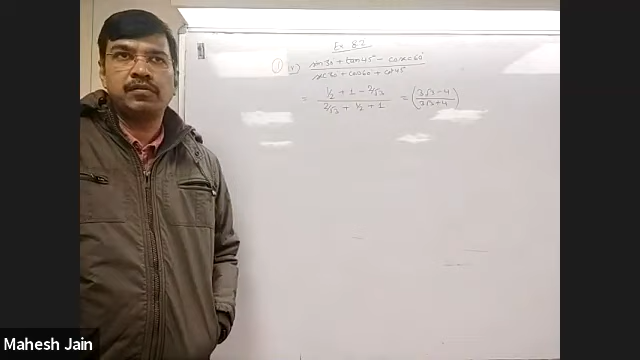 Ex 8.2
① (iv) sin30° + tan45° - cosec60° / sec30° + cos60° + cot45°
= 1/2 + 1 - 2/√3 / 2/√3 + 1/2 + 1 = (3√3-4 / 3√3+4)
Mahesh Jain